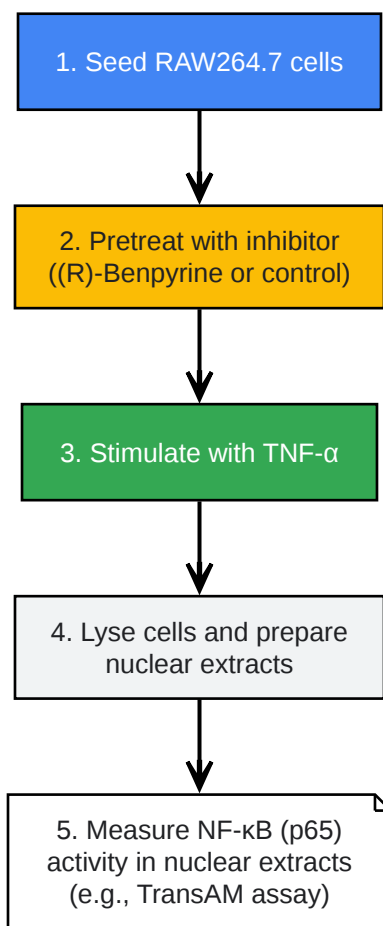 1. Seed RAW264.7 cells
2. Pretreat with inhibitor
((R)-Benpyrine or control)
3. Stimulate with TNF-α
4. Lyse cells and prepare
nuclear extracts
5. Measure NF-κB (p65)
activity in nuclear extracts
(e.g., TransAM assay)